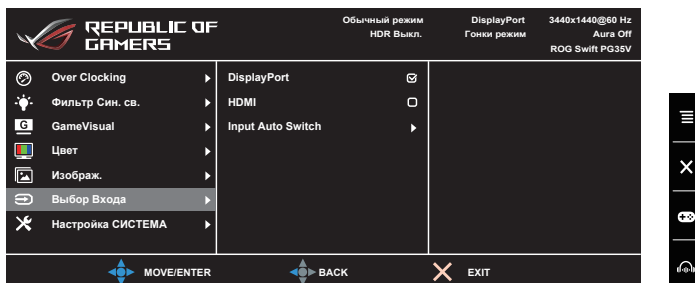 REPUBLIC OF
GAMERS
Обычный режим
HDR Выкл.
DisplayPort
Гонки режим
3440x1440@60 Hz
Aura Off
ROG Swift PG35V
Over Clocking
Фильтр Син. св.
G GameVisual
Цвет
Изображ.
Выбор Входа
Настройка СИСТЕМА
DisplayPort
HDMI
Input Auto Switch
MOVE/ENTER
BACK
EXIT